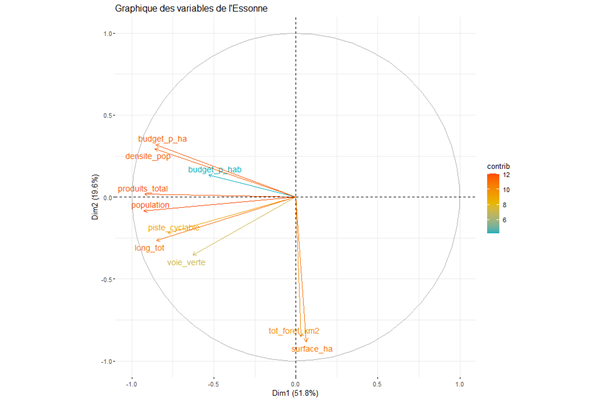 Graphique des variables de l'Essonne
1.0
0.5
0.0
-0.5
-1.0
Dim2 (19.6%)
budget_p_ha
densite_pop
budget_p_hab
produits_total
population
piste_cyclable
long_tot
voie_verte
tot_foret_km2
surface_ha
-1.0 -0.5 0.0 0.5 1.0
Dim1 (51.8%)
contrib
12
10
8
6